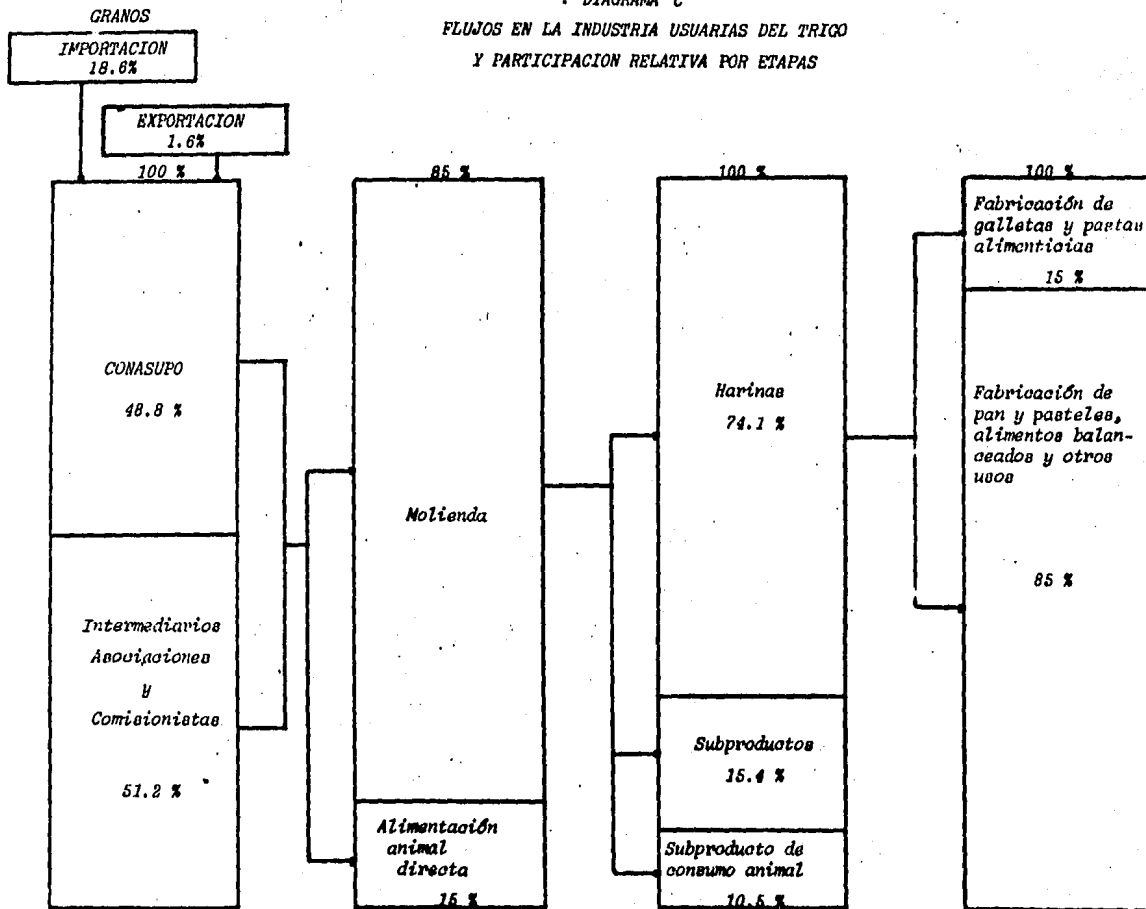 . DIAGRAMA C
FLUJOS EN LA INDUSTRIA USUARIAS DEL TRIGO
Y PARTICIPACION RELATIVA POR ETAPAS
GRANOS
IMPORTACION
18.6%
EXPORTACION
1.6%
100 %
CONASUPO
48.8 %
Intermediarios
Asociaciones
y
Comisionistas
51.2 %
85 %
Molienda
Alimentación
animal
directa
15 %
100 %
Harinas
74.1 %
Subproductos
15.4 %
Subproducto de
consumo animal
10.5 %
100 %
Fabricación de
galletas y pastas
alimenticias
15 %
Fabricación de
pan y pasteles,
alimentos balan-
ceados y otros
usos
85 %